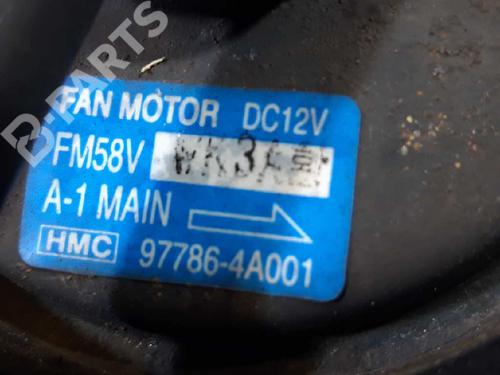 B-PARTS
FAN MOTOR DC12V
FM58V
A-1 MAIN
HMC 97786-4A001